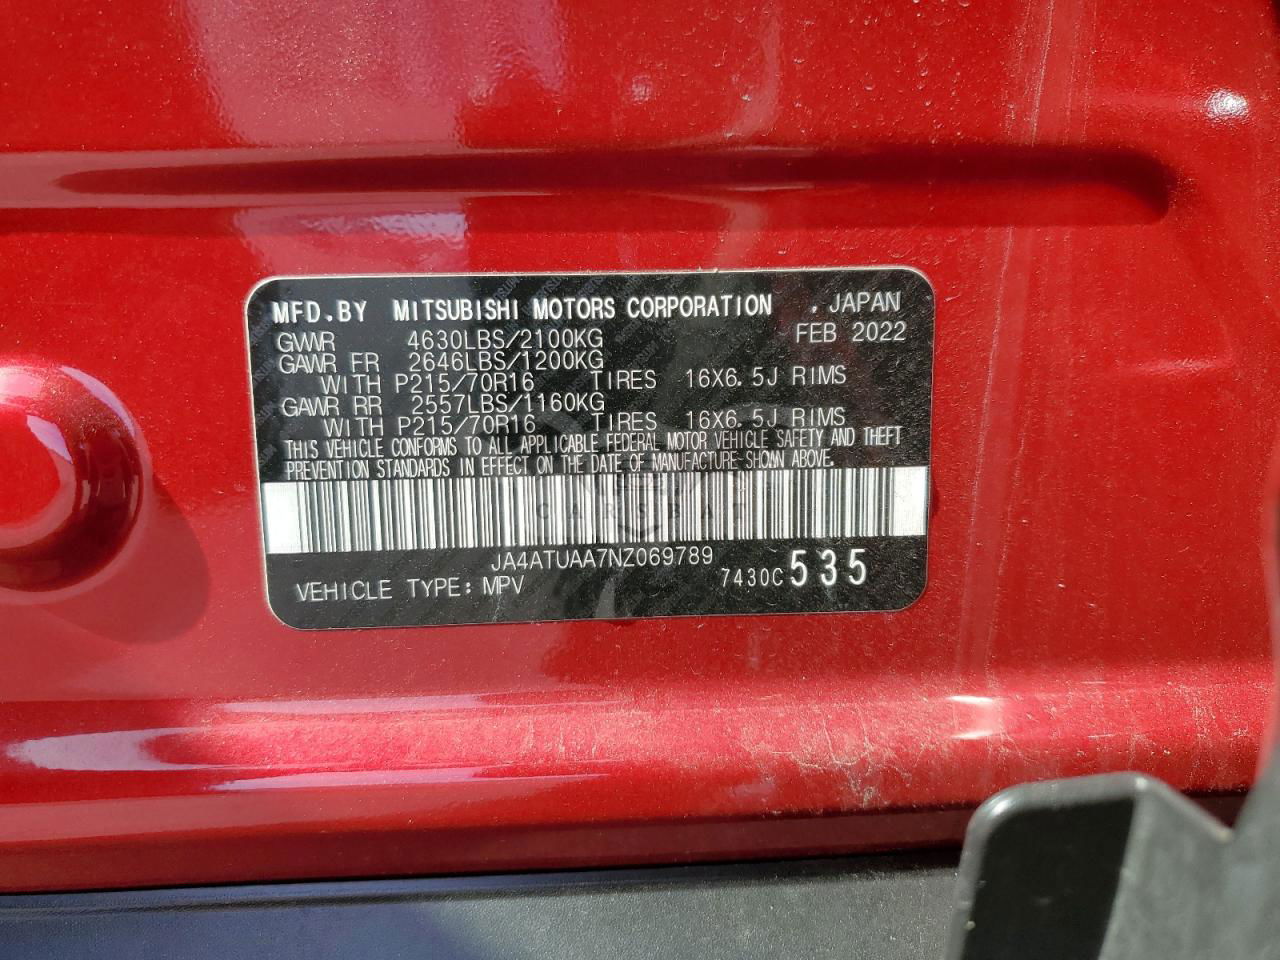 MFD.BY MITSUBISHI MOTORS CORPORATION . JAPAN
GVWR 4630LBS/2100KG FEB 2022
GAWR FR 2646LBS/1200KG
WITH P215/70R16 TIRES 16X6.5J RIMS
GAWR RR 2557LBS/1160KG
WITH P215/70R16 TIRES 16X6.5J RIMS
THIS VEHICLE CONFORMS TO ALL APPLICABLE FEDERAL MOTOR VEHICLE SAFETY AND THEFT
PREVENTION STANDARDS IN EFFECT ON THE DATE OF MANUFACTURE SHOWN ABOVE.
JA4ATUAA7NZ069789
VEHICLE TYPE: MPV 7430C 535